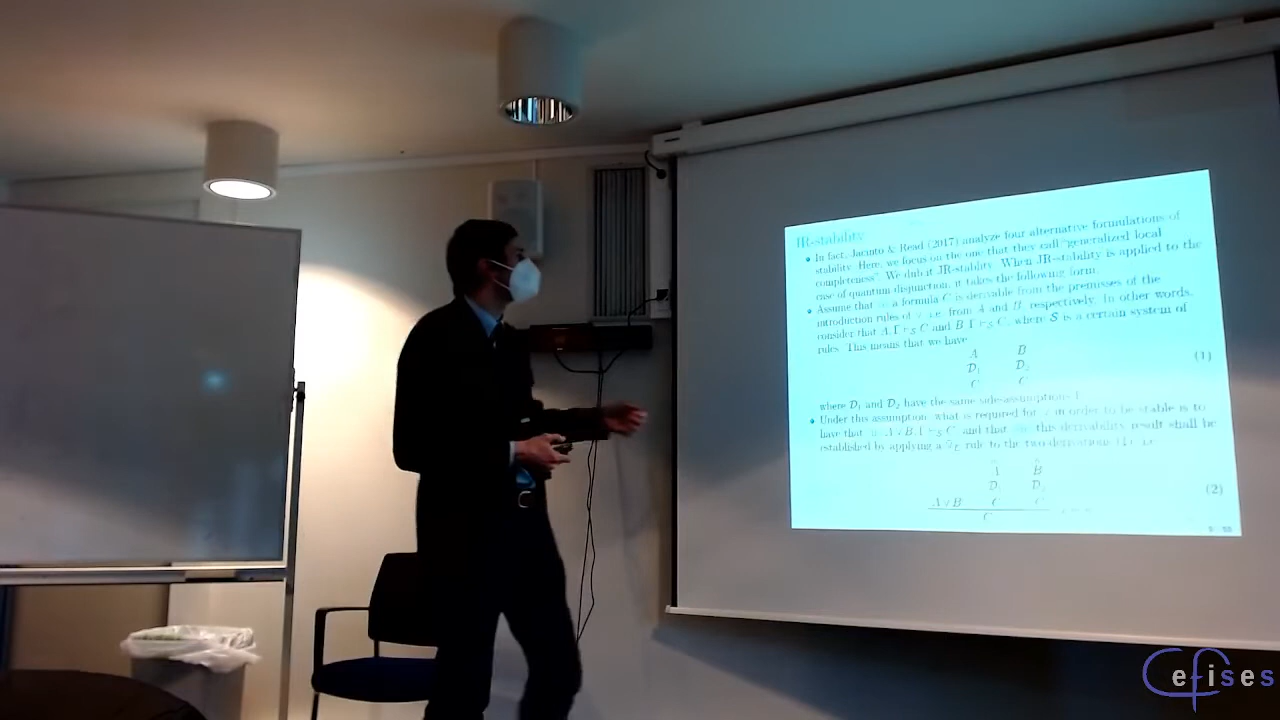 JR-stability
• In fact, Jacinto & Read (2017) analyze four alternative formulations of
stability. Here, we focus on the one that they call "generalized local
completeness". We dub it JR-stability. When JR-stability is applied to the
case of quantum disjunction, it takes the following form.
• Assume that a formula C is derivable from the premisses of the
introduction rules of i.e. from A and B, respectively. In other words,
consider that A, Γ ⊢S C and B, Γ ⊢S C, where S is a certain system of
rules. This means that we have
A B
D1 D2 (1)
C C
where D1 and D2 have the same side-assumptions Γ.
• Under this assumption, what is required for in order to be stable is to
have that A ∨ B, Γ ⊢S C and that this derivability result shall be
established by applying a rule to the two derivations (1), i.e.
A B
D1 D2
A ∨ B C C (2)
C
Cefises